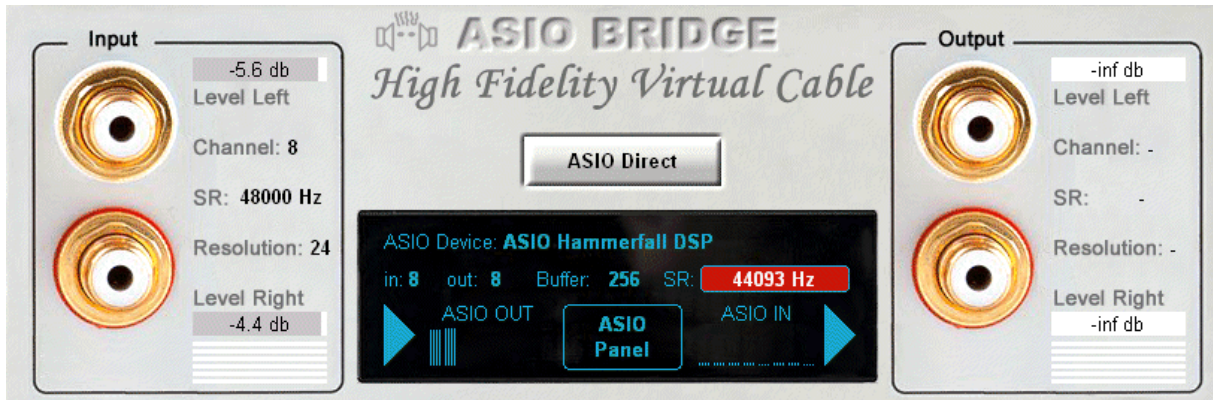 Input
-5.6 db
Level Left
Channel: 8
SR: 48000 Hz
Resolution: 24
Level Right
-4.4 db
ASIO BRIDGE
High Fidelity Virtual Cable
ASIO Direct
ASIO Device: ASIO Hammerfall DSP
in: 8 out: 8 Buffer: 256 SR: 44093 Hz
ASIO OUT
ASIO
Panel
ASIO IN
Output
-inf db
Level Left
Channel: -
SR: -
Resolution: -
Level Right
-inf db